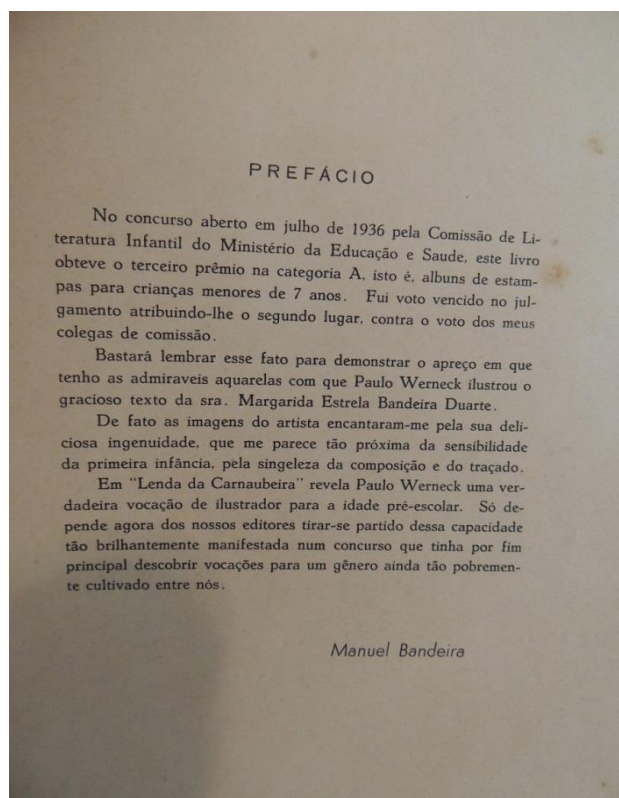 PREFÁCIO
No concurso aberto em julho de 1936 pela Comissão de Li-
teratura Infantil do Ministério da Educação e Saude, este livro
obteve o terceiro prêmio na categoria A, isto é, albuns de estam-
pas para crianças menores de 7 anos. Fui voto vencido no jul-
gamento atribuindo-lhe o segundo lugar, contra o voto dos meus
colegas de comissão.
Bastará lembrar esse fato para demonstrar o apreço em que
tenho as admiraveis aquarelas com que Paulo Werneck ilustrou o
gracioso texto da sra. Margarida Estrela Bandeira Duarte.
De fato as imagens do artista encantaram-me pela sua deli-
ciosa ingenuidade, que me parece tão próxima da sensibilidade
da primeira infância, pela singeleza da composição e do traçado.
Em "Lenda da Carnaubeira" revela Paulo Werneck uma ver-
dadeira vocação de ilustrador para a idade pré-escolar. Só de-
pende agora dos nossos editores tirar-se partido dessa capacidade
tão brilhantemente manifestada num concurso que tinha por fim
principal descobrir vocações para um gênero ainda tão pobremen-
te cultivado entre nós.
Manuel Bandeira